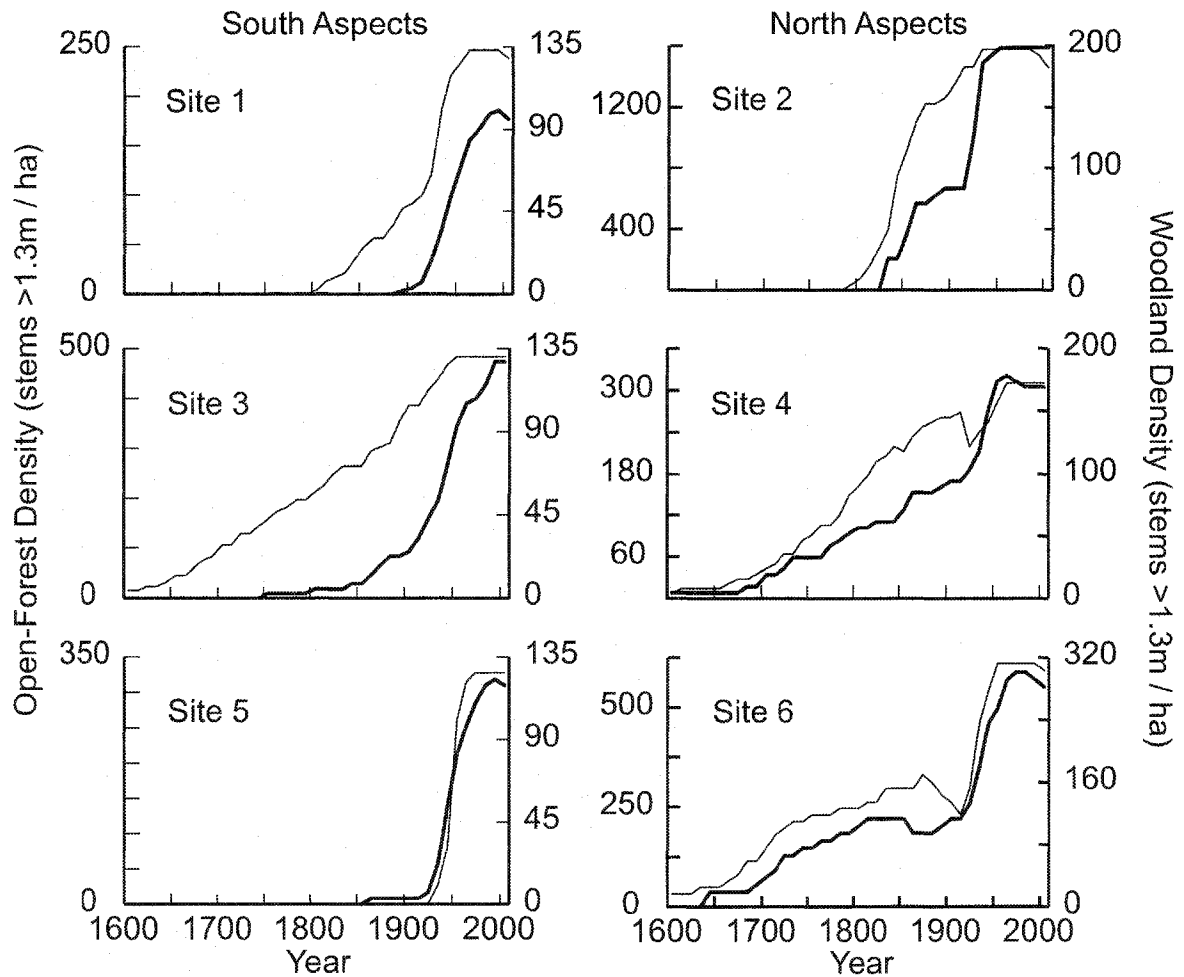 South Aspects
North Aspects
Open-Forest Density (stems >1.3m / ha)
Woodland Density (stems >1.3m / ha)
Site 1
250
0
135
90
45
0
Site 2
1200
400
200
100
0
Site 3
500
0
135
90
45
0
Site 4
300
180
60
200
100
0
Site 5
350
0
135
90
45
0
Site 6
500
250
0
320
160
0
1600 1700 1800 1900 2000
Year
1600 1700 1800 1900 2000
Year